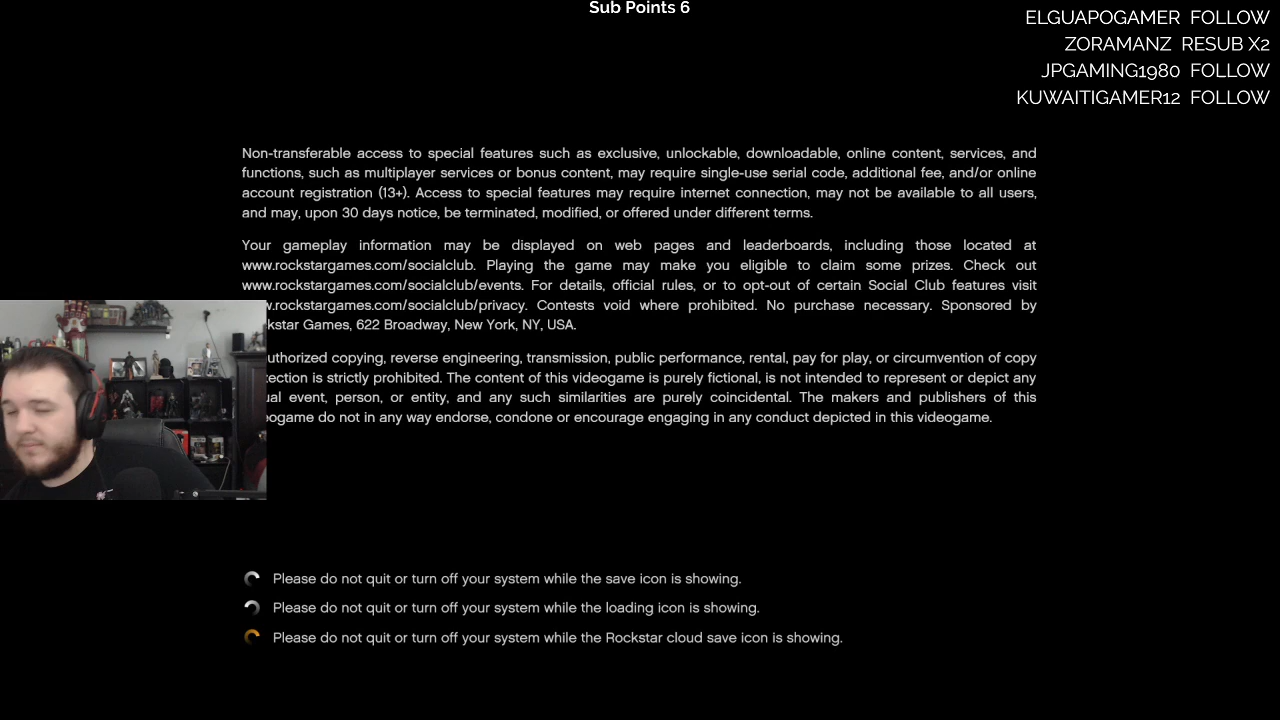 Sub Points 6
ELGUAPOGAMER FOLLOW
ZORAMANZ RESUB X2
JPGAMING1980 FOLLOW
KUWAITIGAMER12 FOLLOW
Non-transferable access to special features such as exclusive, unlockable, downloadable, online content, services, and
functions, such as multiplayer services or bonus content, may require single-use serial code, additional fee, and/or online
account registration (13+). Access to special features may require internet connection, may not be available to all users,
and may, upon 30 days notice, be terminated, modified, or offered under different terms.
Your gameplay information may be displayed on web pages and leaderboards, including those located at
www.rockstargames.com/socialclub. Playing the game may make you eligible to claim some prizes. Check out
www.rockstargames.com/socialclub/events. For details, official rules, or to opt-out of certain Social Club features visit
w.rockstargames.com/socialclub/privacy. Contests void where prohibited. No purchase necessary. Sponsored by
kstar Games, 622 Broadway, New York, NY, USA.
uthorized copying, reverse engineering, transmission, public performance, rental, pay for play, or circumvention of copy
tection is strictly prohibited. The content of this videogame is purely fictional, is not intended to represent or depict any
ual event, person, or entity, and any such similarities are purely coincidental. The makers and publishers of this
ogame do not in any way endorse, condone or encourage engaging in any conduct depicted in this videogame.
Please do not quit or turn off your system while the save icon is showing.
Please do not quit or turn off your system while the loading icon is showing.
Please do not quit or turn off your system while the Rockstar cloud save icon is showing.